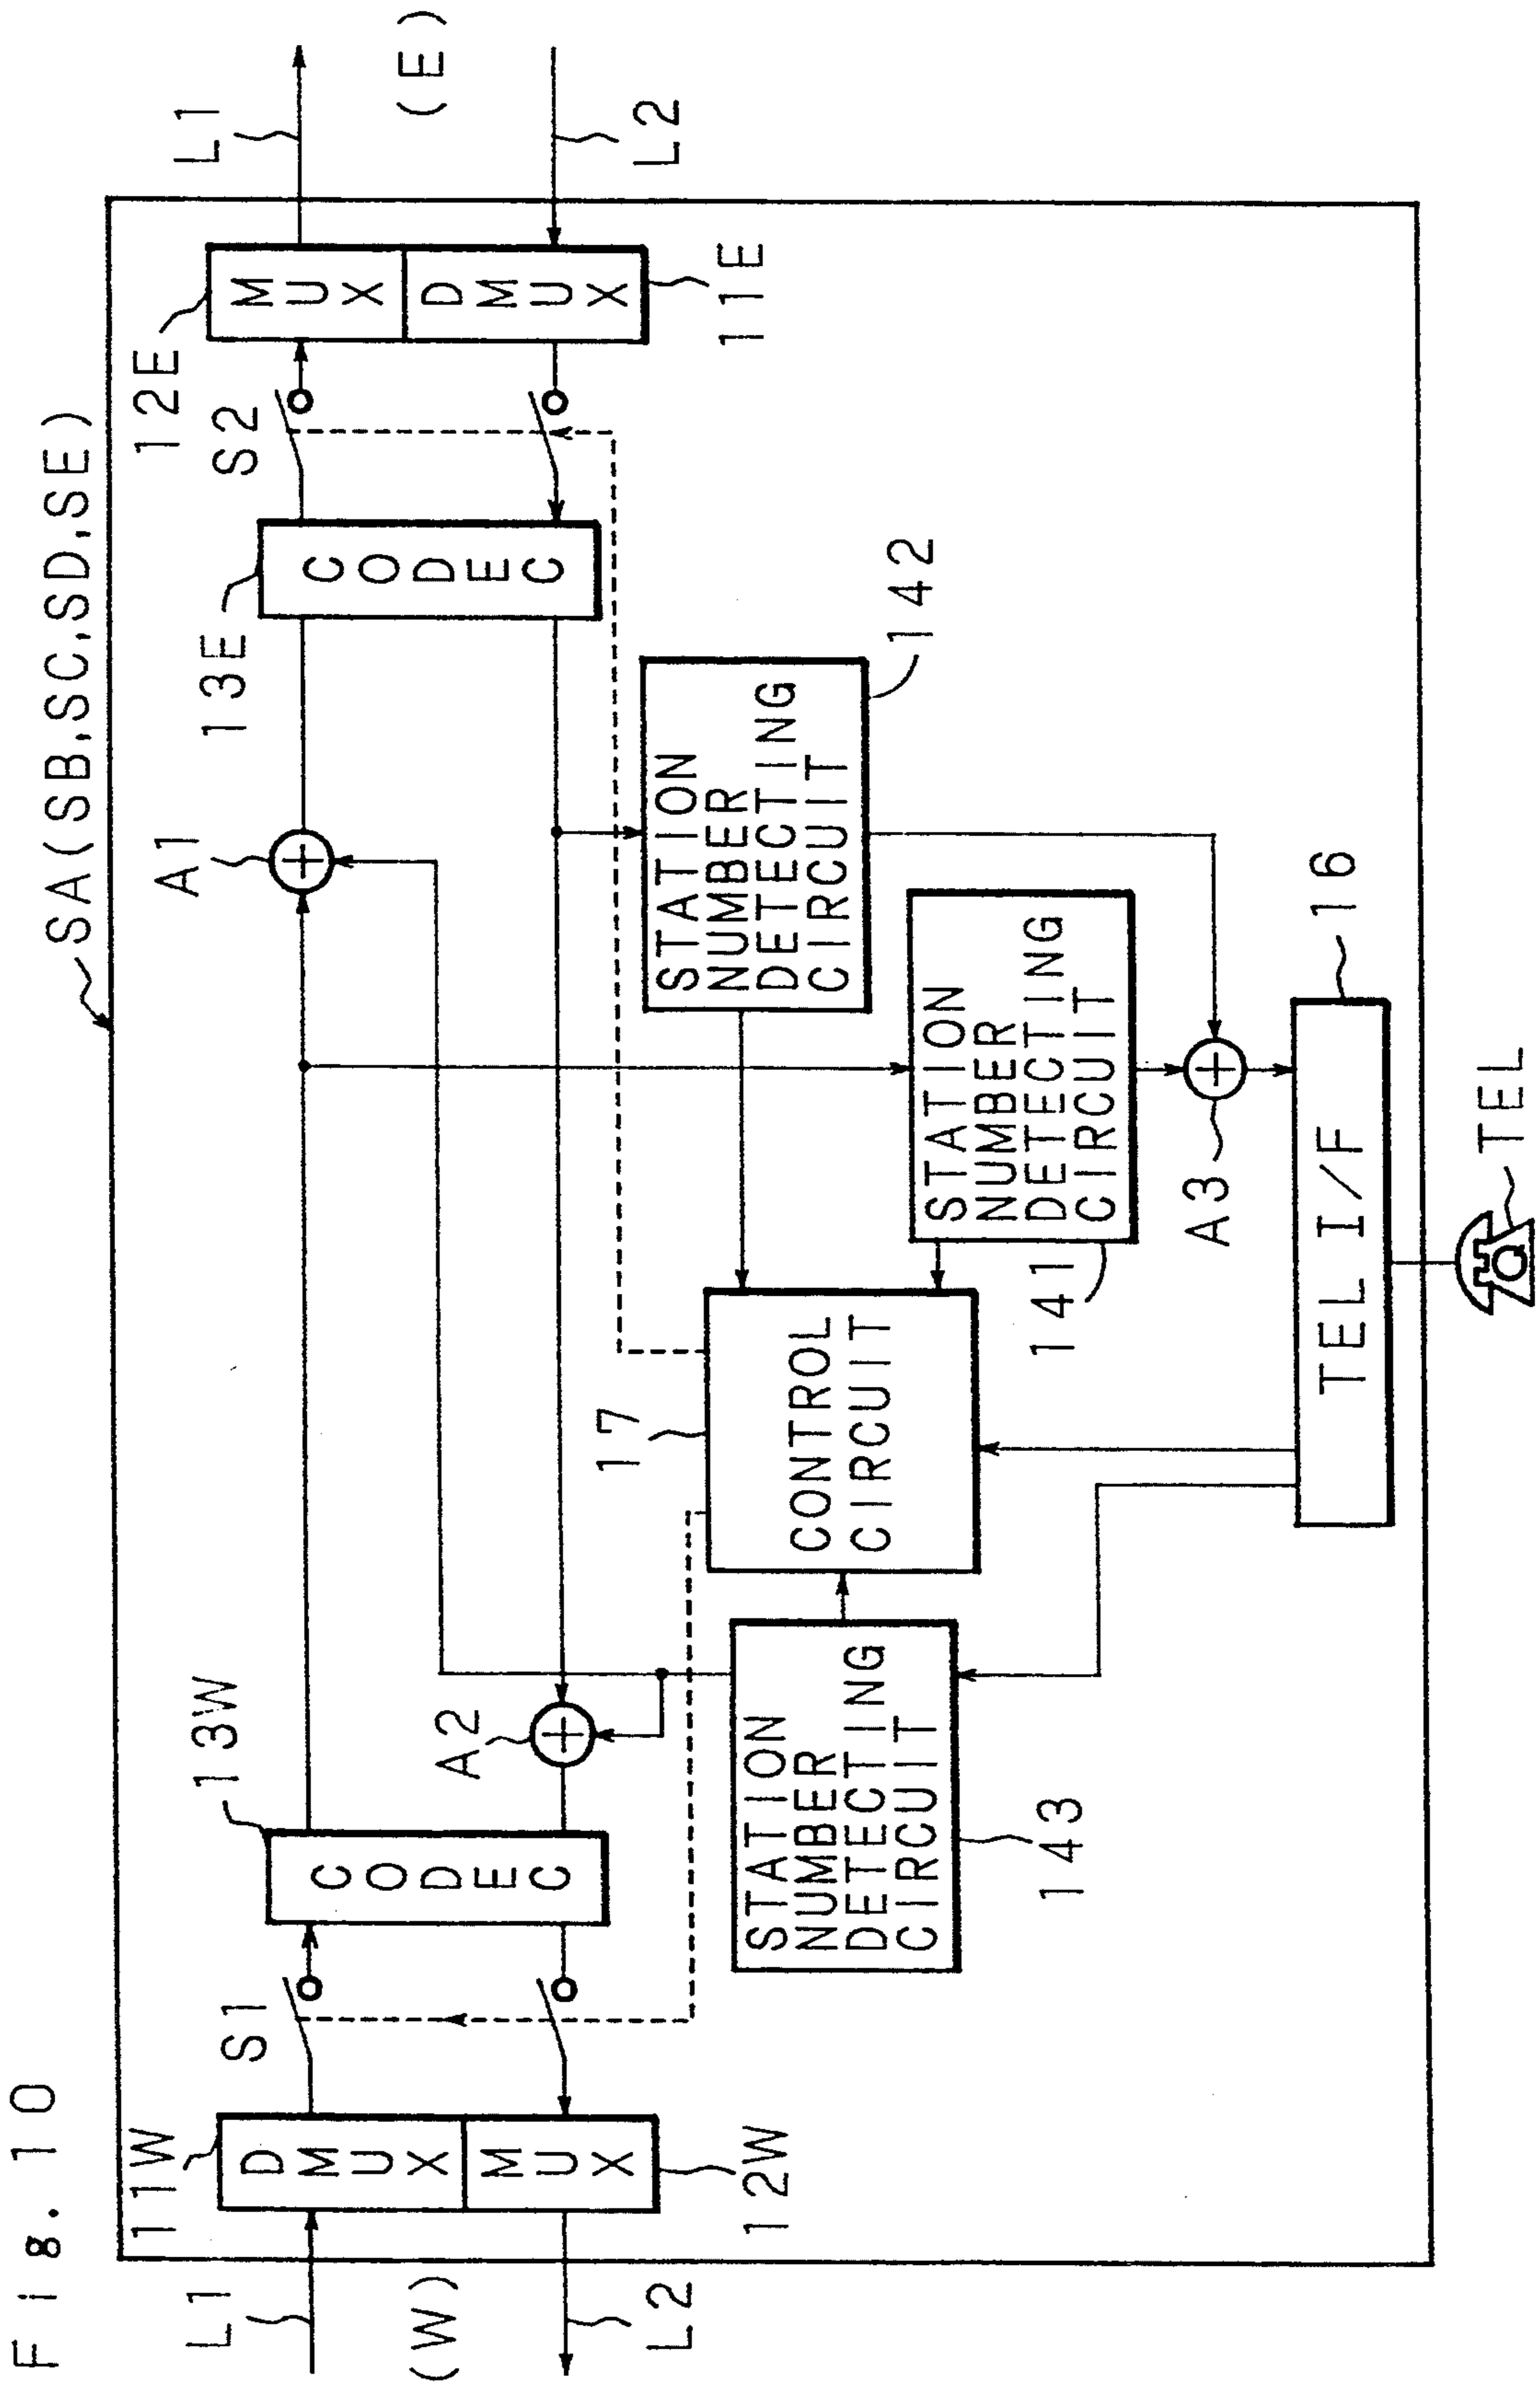 Fig. 10
SA(SB,SC,SD,SE)
L1
(W)
L2
11W
DMUX
MUX
12W
S1
13W
CODEC
A2
A1
13E
CODEC
S2
12E
MUX
DMUX
11E
L1
(E)
L2
STATION
NUMBER
DETECTING
CIRCUIT
143
17
CONTROL
CIRCUIT
STATION
NUMBER
DETECTING
CIRCUIT
142
STATION
NUMBER
DETECTING
CIRCUIT
141
A3
TEL I/F
16
TEL